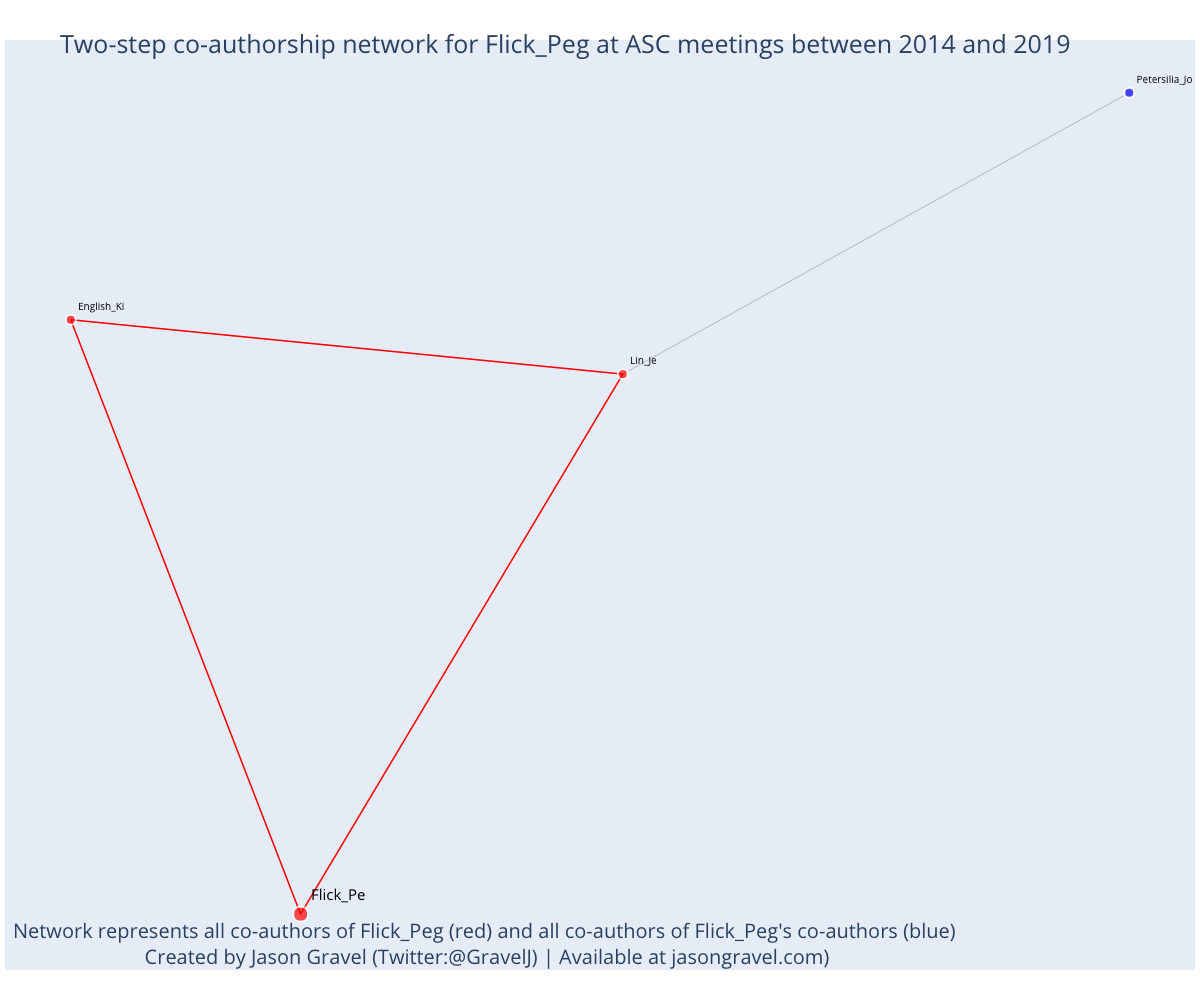 Two-step co-authorship network for Flick_Peg at ASC meetings between 2014 and 2019
Petersilia_Jo
English_Ki
Lin_Je
Flick_Pe
Network represents all co-authors of Flick_Peg (red) and all co-authors of Flick_Peg's co-authors (blue)
Created by Jason Gravel (Twitter:@GravelJ) | Available at jasongravel.com)